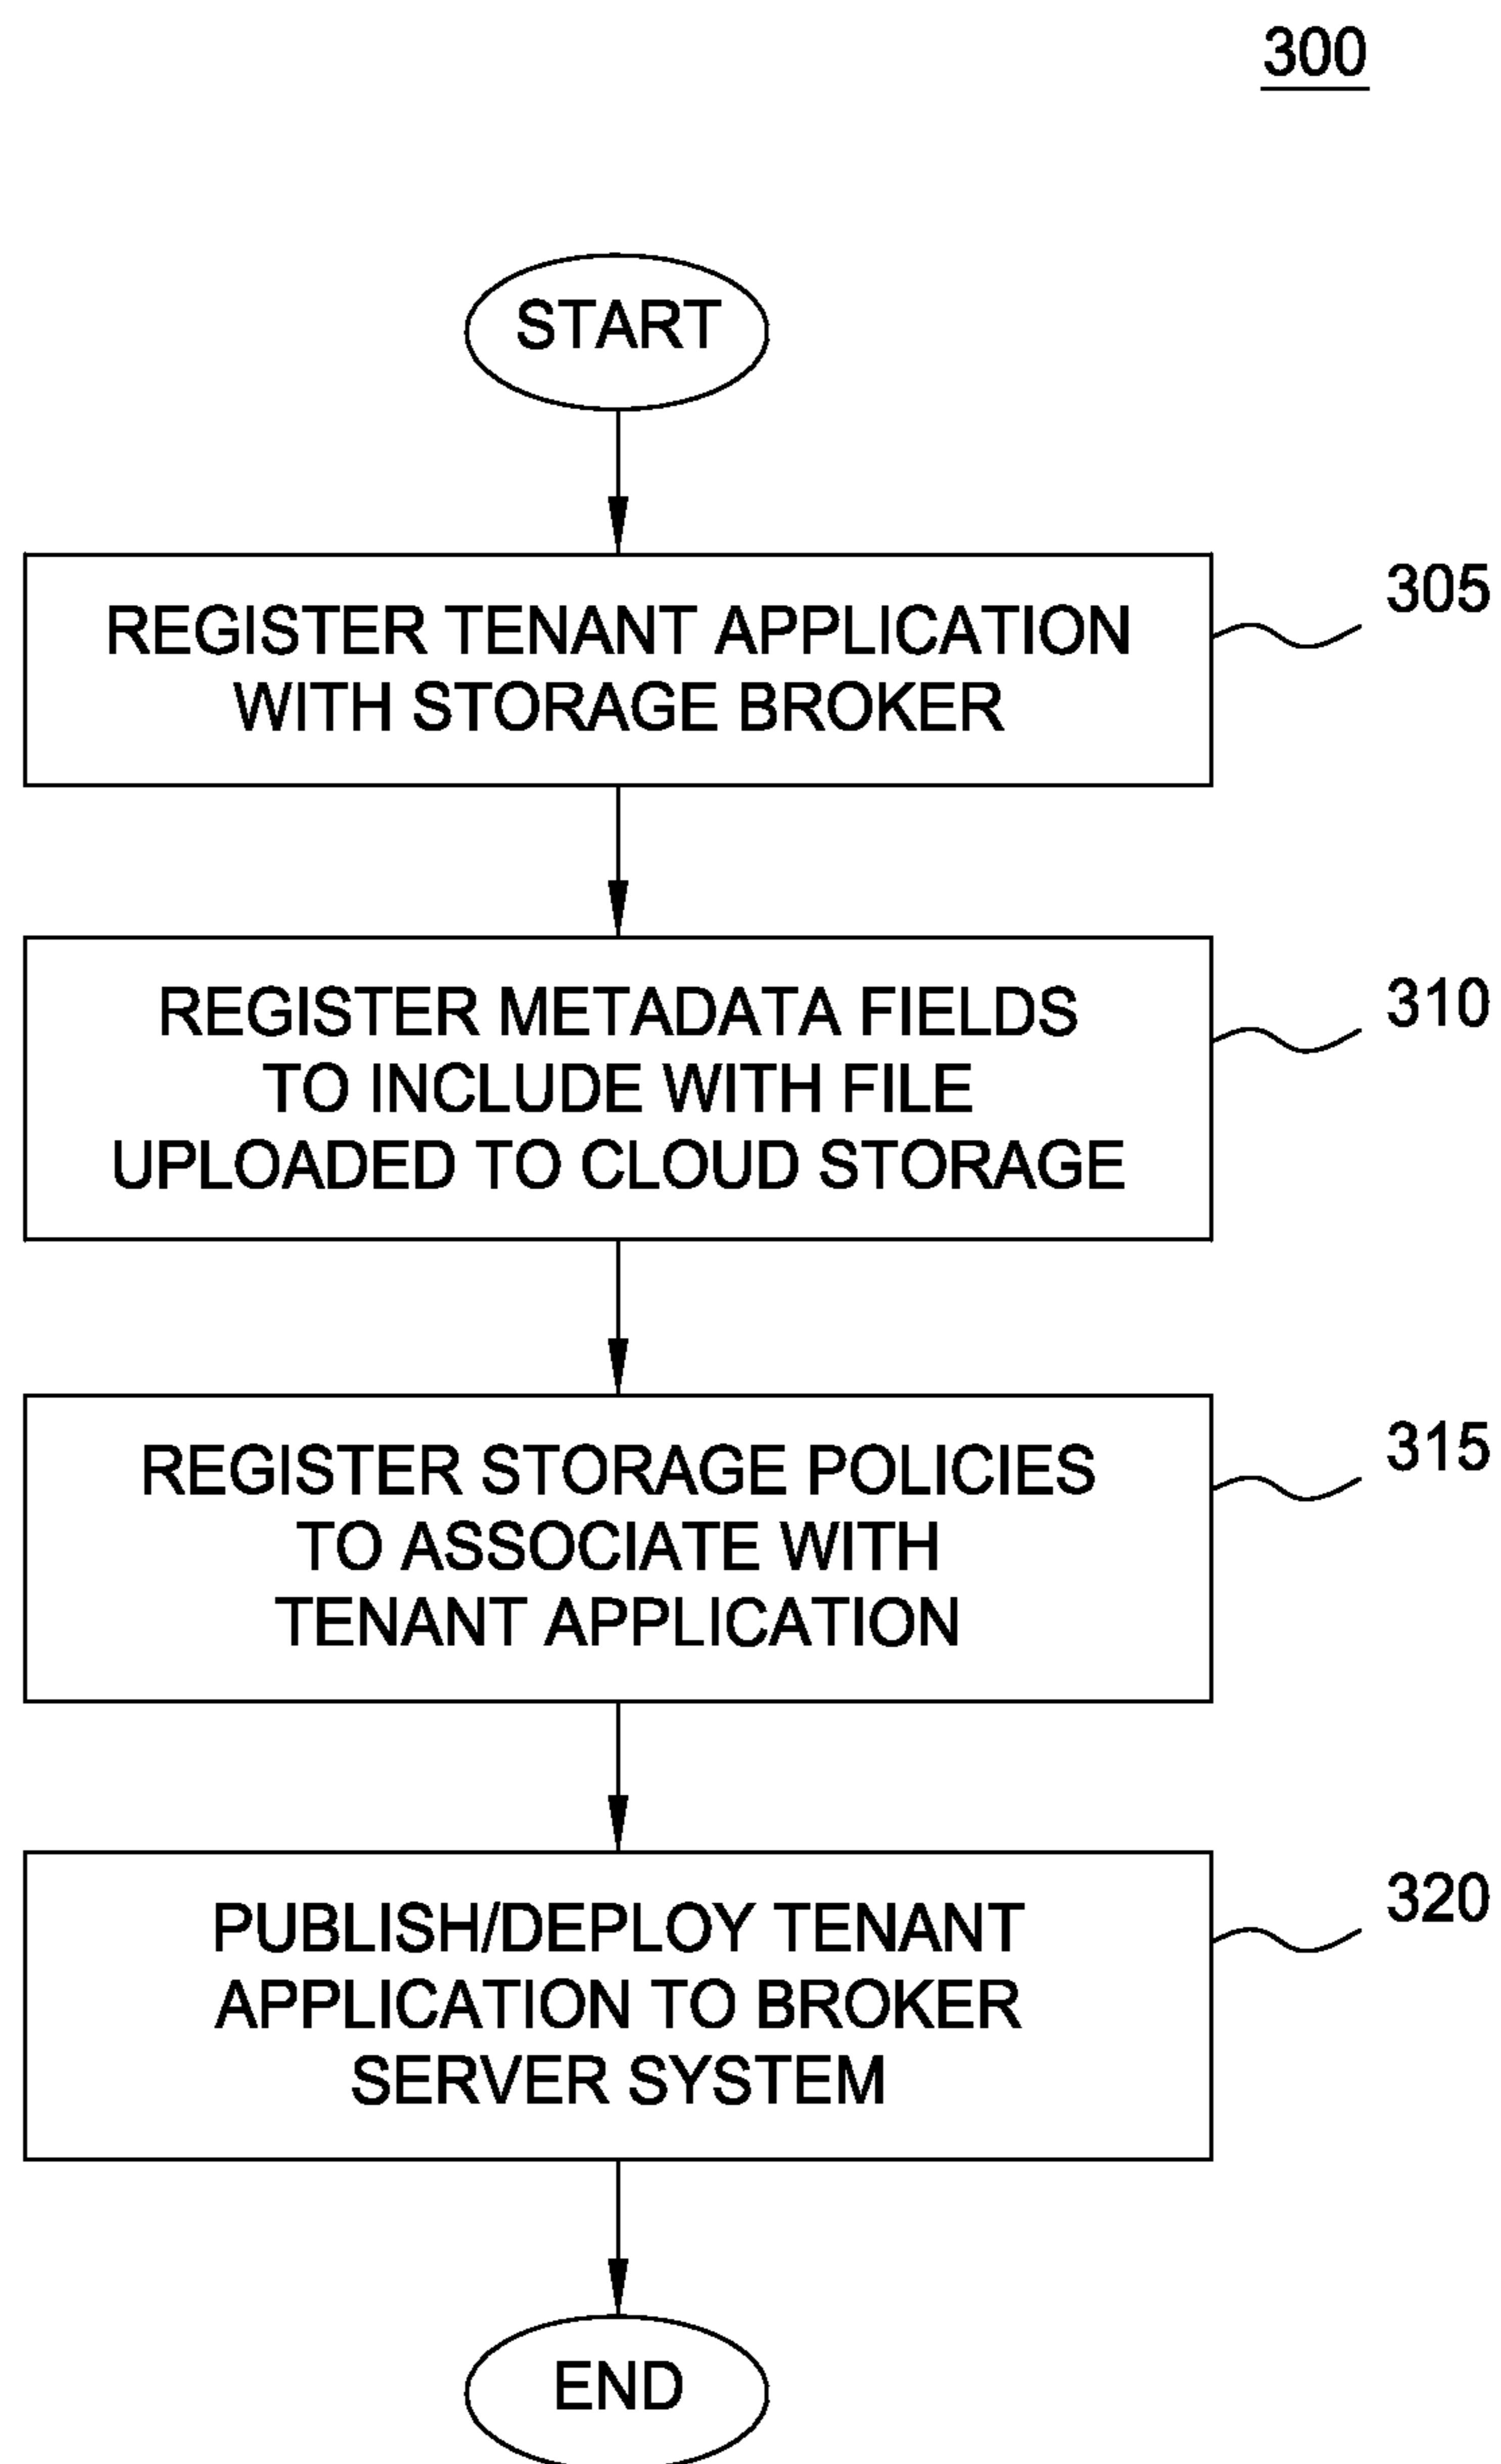 300
START
REGISTER TENANT APPLICATION
WITH STORAGE BROKER
305
REGISTER METADATA FIELDS
TO INCLUDE WITH FILE
UPLOADED TO CLOUD STORAGE
310
REGISTER STORAGE POLICIES
TO ASSOCIATE WITH
TENANT APPLICATION
315
PUBLISH/DEPLOY TENANT
APPLICATION TO BROKER
SERVER SYSTEM
320
END